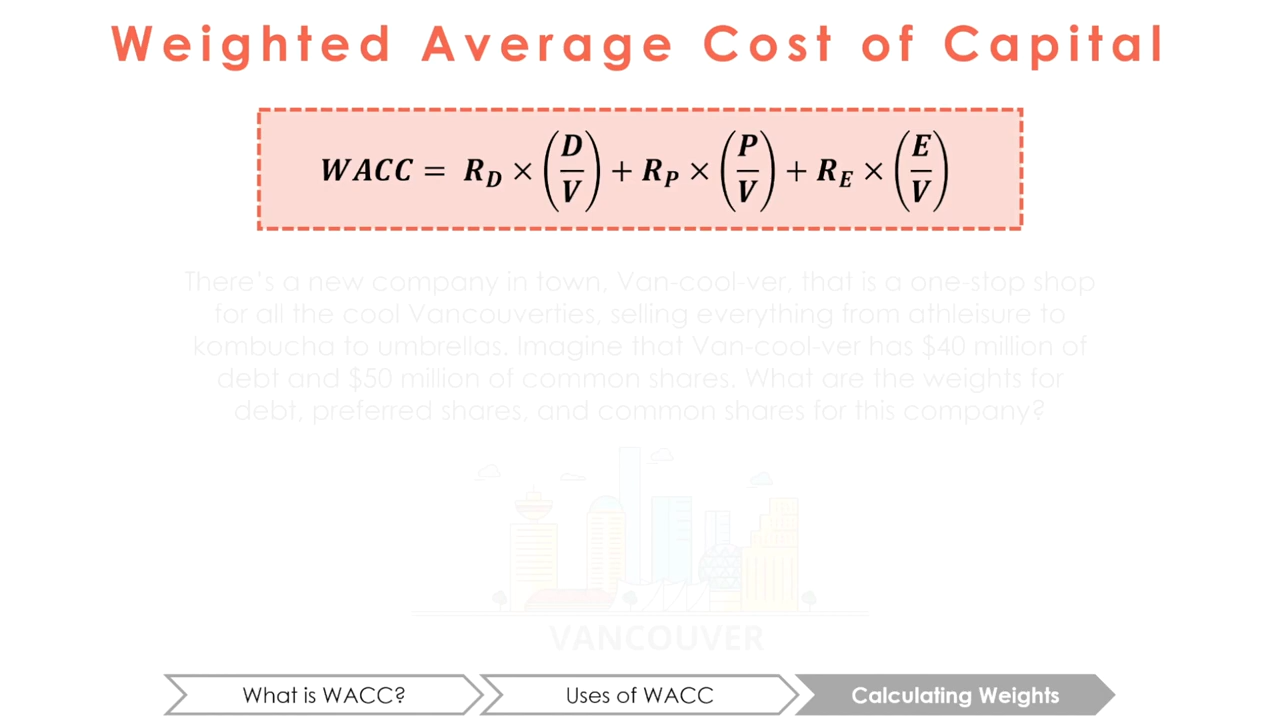 Weighted Average Cost of Capital
WACC = R_D × (D/V) + R_P × (P/V) + R_E × (E/V)
There's a new company in town, Van-cool-ver, that is a one-stop shop
for all the cool Vancouverties, selling everything from athleisure to
kombucha to umbrellas. Imagine that Van-cool-ver has $40 million of
debt and $50 million of common shares. What are the weights for
debt, preferred shares, and common shares for this company?
VANCOUVER
What is WACC?
Uses of WACC
Calculating Weights